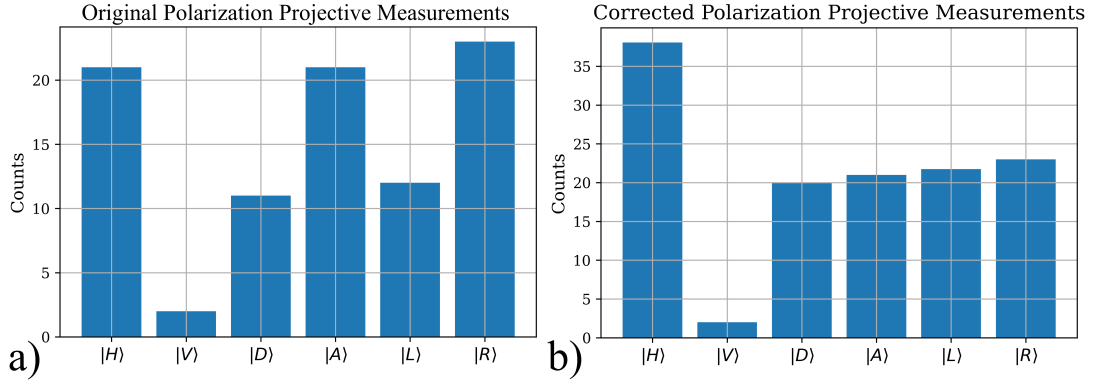 Original Polarization Projective Measurements
Counts
20
15
10
5
0
|H⟩ |V⟩ |D⟩ |A⟩ |L⟩ |R⟩
a)
Corrected Polarization Projective Measurements
Counts
35
30
25
20
15
10
5
0
|H⟩ |V⟩ |D⟩ |A⟩ |L⟩ |R⟩
b)